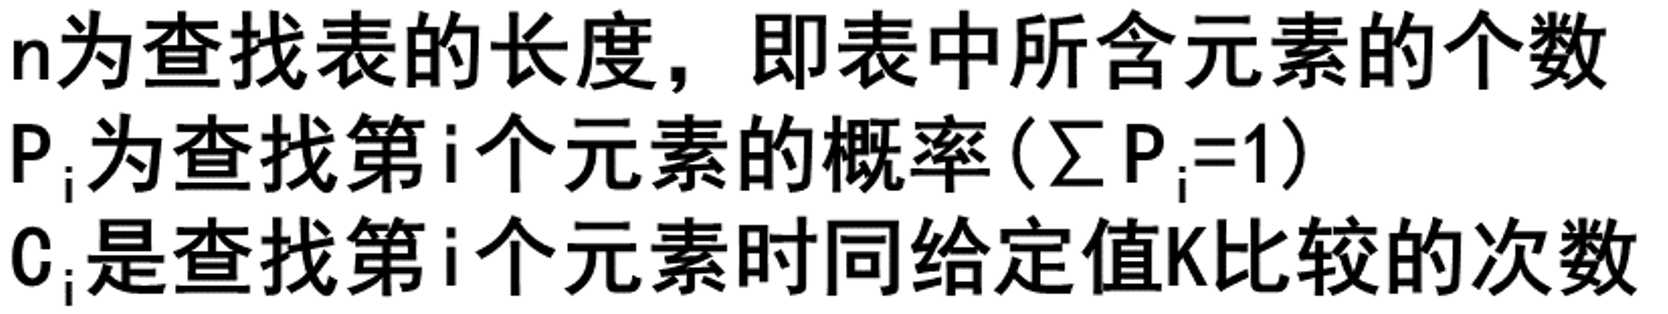 n为查找表的长度，即表中所含元素的个数
Pᵢ为查找第i个元素的概率(∑Pᵢ=1)
Cᵢ是查找第i个元素时同给定值K比较的次数